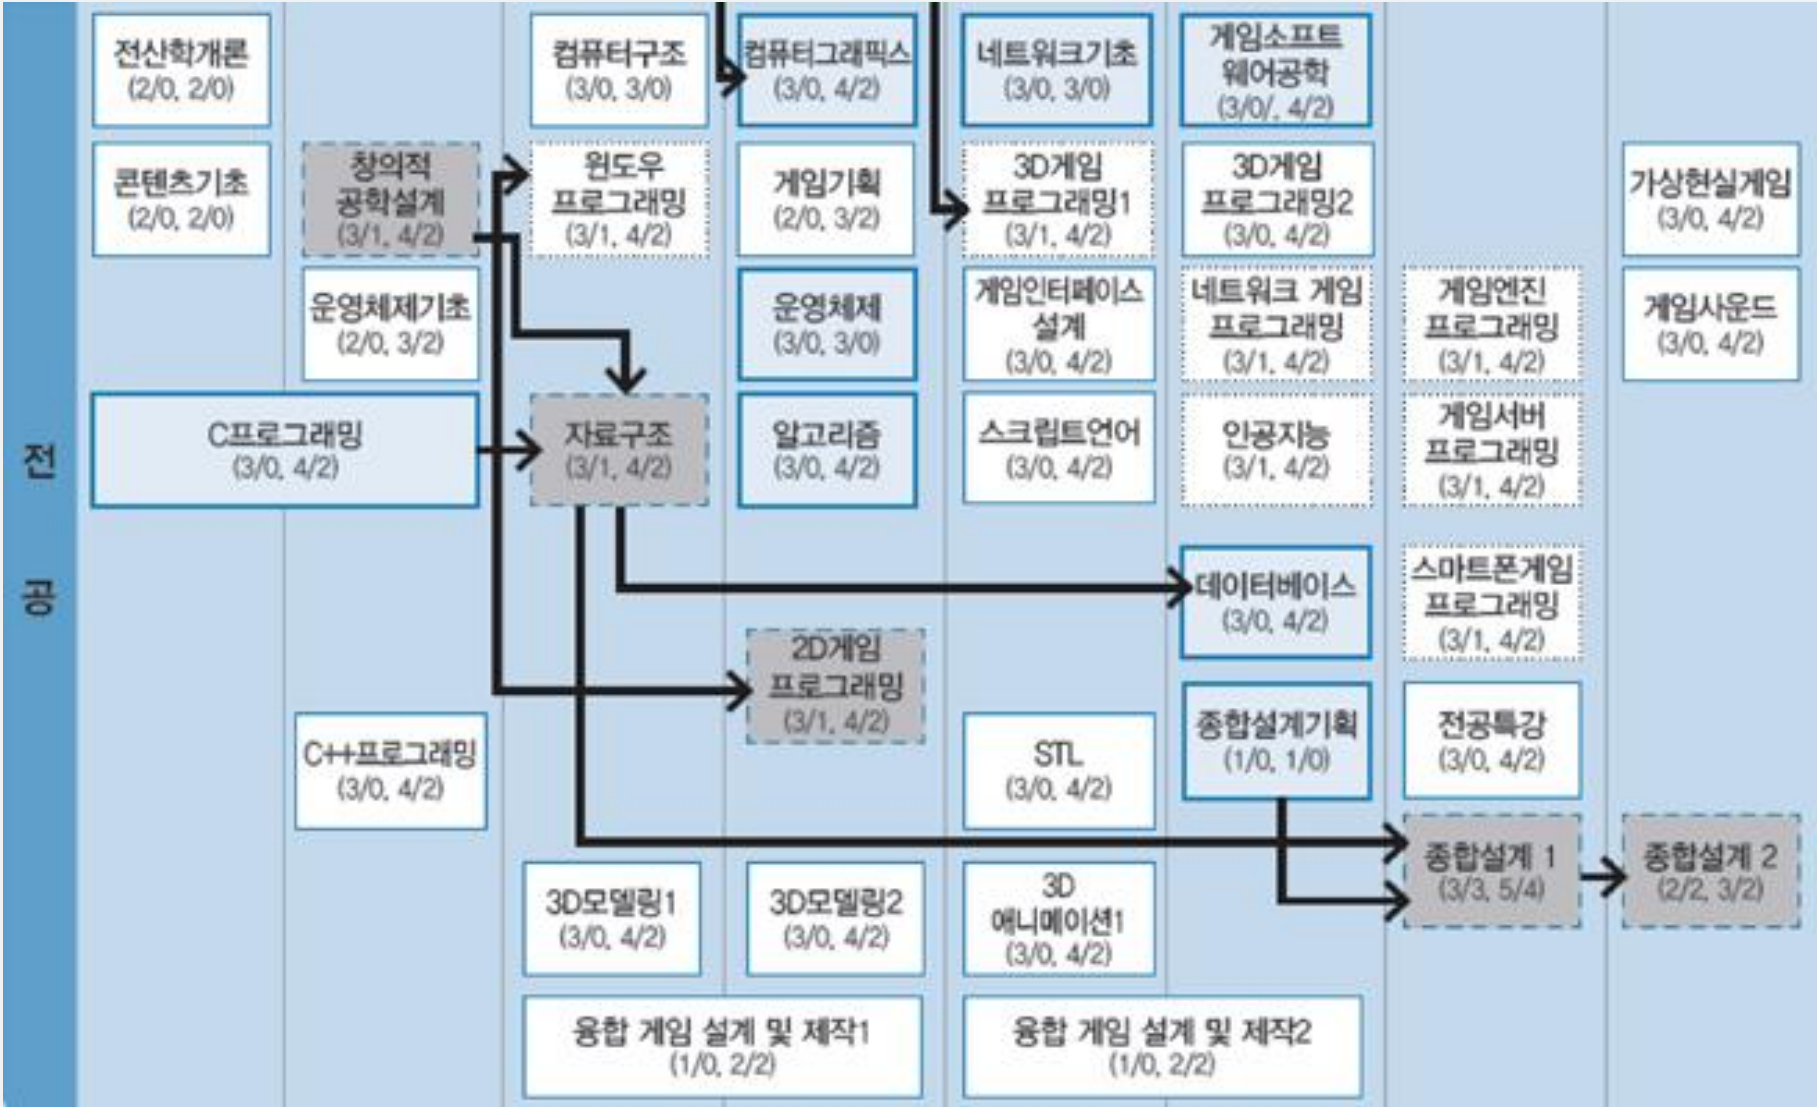 전산학개론
(2/0, 2/0)
컴퓨터구조
(3/0, 3/0)
컴퓨터그래픽스
(3/0, 4/2)
네트워크기초
(3/0, 3/0)
게임소프트
웨어공학
(3/0/, 4/2)
콘텐츠기초
(2/0, 2/0)
창의적
공학설계
(3/1, 4/2)
윈도우
프로그래밍
(3/1, 4/2)
게임기획
(2/0, 3/2)
3D게임
프로그래밍1
(3/1, 4/2)
3D게임
프로그래밍2
(3/0, 4/2)
가상현실게임
(3/0, 4/2)
운영체제기초
(2/0, 3/2)
운영체제
(3/0, 3/0)
게임인터페이스
설계
(3/0, 4/2)
네트워크 게임
프로그래밍
(3/1, 4/2)
게임엔진
프로그래밍
(3/1, 4/2)
게임사운드
(3/0, 4/2)
전
공
C프로그래밍
(3/0, 4/2)
자료구조
(3/1, 4/2)
알고리즘
(3/0, 4/2)
스크립트언어
(3/0, 4/2)
인공지능
(3/1, 4/2)
게임서버
프로그래밍
(3/1, 4/2)
데이터베이스
(3/0, 4/2)
스마트폰게임
프로그래밍
(3/1, 4/2)
2D게임
프로그래밍
(3/1, 4/2)
C++프로그래밍
(3/0, 4/2)
STL
(3/0, 4/2)
종합설계기획
(1/0, 1/0)
전공특강
(3/0, 4/2)
종합설계 1
(3/3, 5/4)
종합설계 2
(2/2, 3/2)
3D모델링1
(3/0, 4/2)
3D모델링2
(3/0, 4/2)
3D
애니메이션1
(3/0, 4/2)
융합 게임 설계 및 제작1
(1/0, 2/2)
융합 게임 설계 및 제작2
(1/0, 2/2)